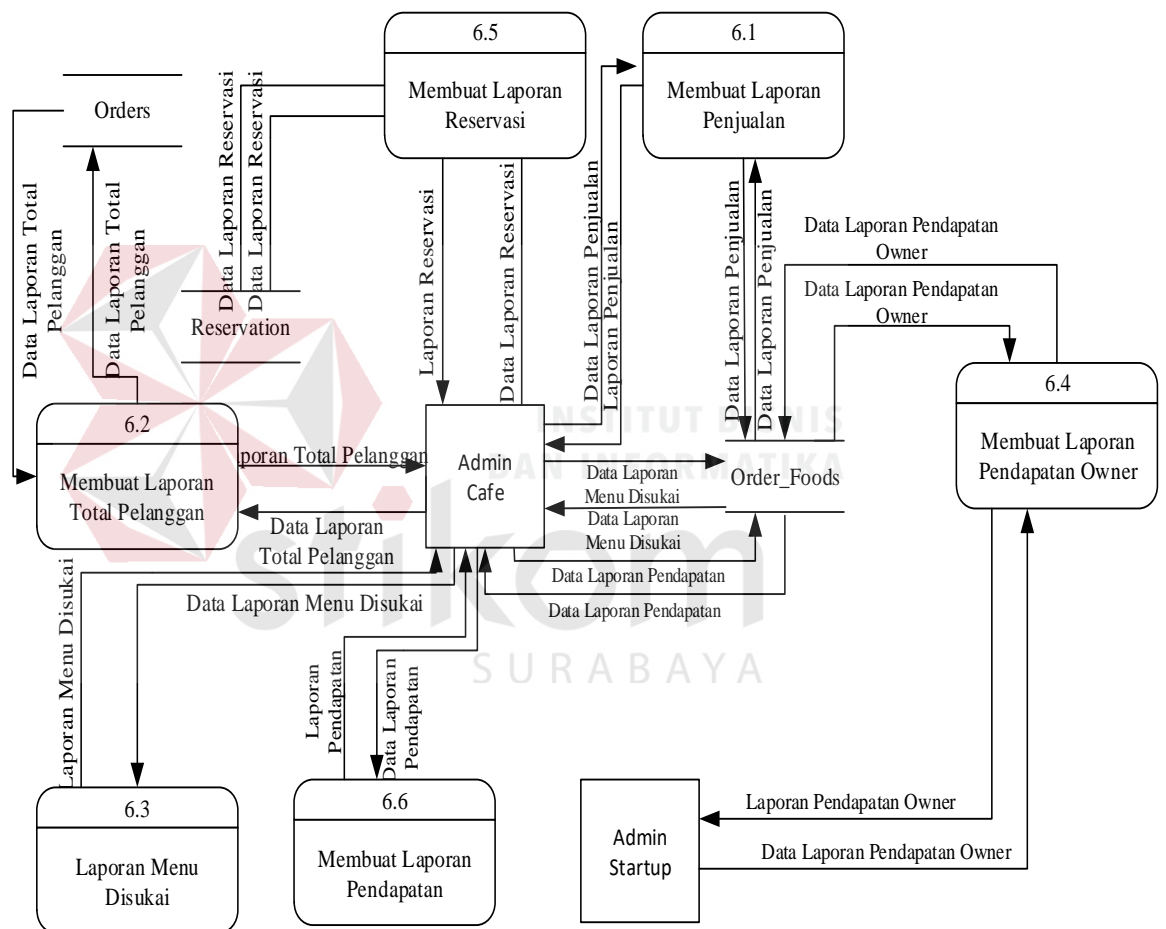 6.5
Membuat Laporan
Reservasi
6.1
Membuat Laporan
Penjualan
Orders
Data Laporan Reservasi
Data Laporan Reservasi
Data Laporan Total
Pelanggan
Data Laporan Total
Pelanggan
Reservation
Laporan Reservasi
Data Laporan Reservasi
Data Laporan Penjualan
Laporan Penjualan
Data Laporan Penjualan
Data Laporan Penjualan
Data Laporan Pendapatan
Owner
Data Laporan Pendapatan
Owner
6.4
Membuat Laporan
Pendapatan Owner
6.2
Membuat Laporan
Total Pelanggan
poran Total Pelanggan
Data Laporan
Total Pelanggan
Admin
Cafe
INSTITUT BISNIS
DAN INFORMATIKA
Data Laporan
Menu Disukai
Data Laporan
Menu Disukai
Order_Foods
Data Laporan Pendapatan
Data Laporan Pendapatan
stikom
SURABAYA
Laporan Menu Disukai
Data Laporan Menu Disukai
Laporan
Pendapatan
Data Laporan
Pendapatan
6.3
Laporan Menu
Disukai
6.6
Membuat Laporan
Pendapatan
Admin
Startup
Laporan Pendapatan Owner
Data Laporan Pendapatan Owner